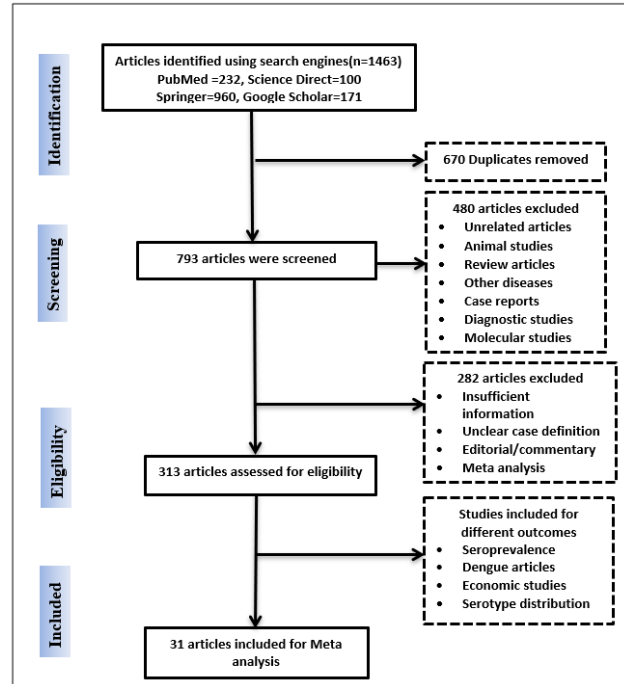 Identification
Articles identified using search engines(n=1463)
PubMed =232, Science Direct=100
Springer=960, Google Scholar=171
670 Duplicates removed
Screening
793 articles were screened
480 articles excluded
• Unrelated articles
• Animal studies
• Review articles
• Other diseases
• Case reports
• Diagnostic studies
• Molecular studies
282 articles excluded
• Insufficient
information
• Unclear case definition
• Editorial/commentary
• Meta analysis
Eligibility
313 articles assessed for eligibility
Studies included for
different outcomes
• Seroprevalence
• Dengue articles
• Economic studies
• Serotype distribution
Included
31 articles included for Meta
analysis